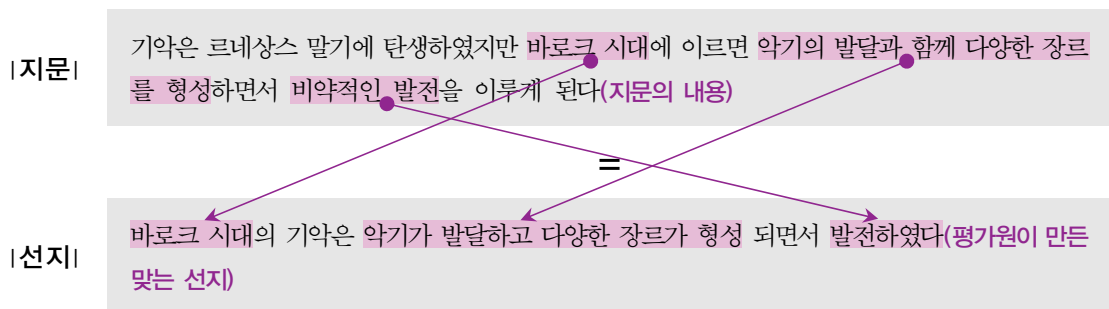 |지문|
기악은 르네상스 말기에 탄생하였지만 바로크 시대에 이르면 악기의 발달과 함께 다양한 장르
를 형성하면서 비약적인 발전을 이루게 된다(지문의 내용)
=
|선지|
바로크 시대의 기악은 악기가 발달하고 다양한 장르가 형성 되면서 발전하였다(평가원이 만든
맞는 선지)